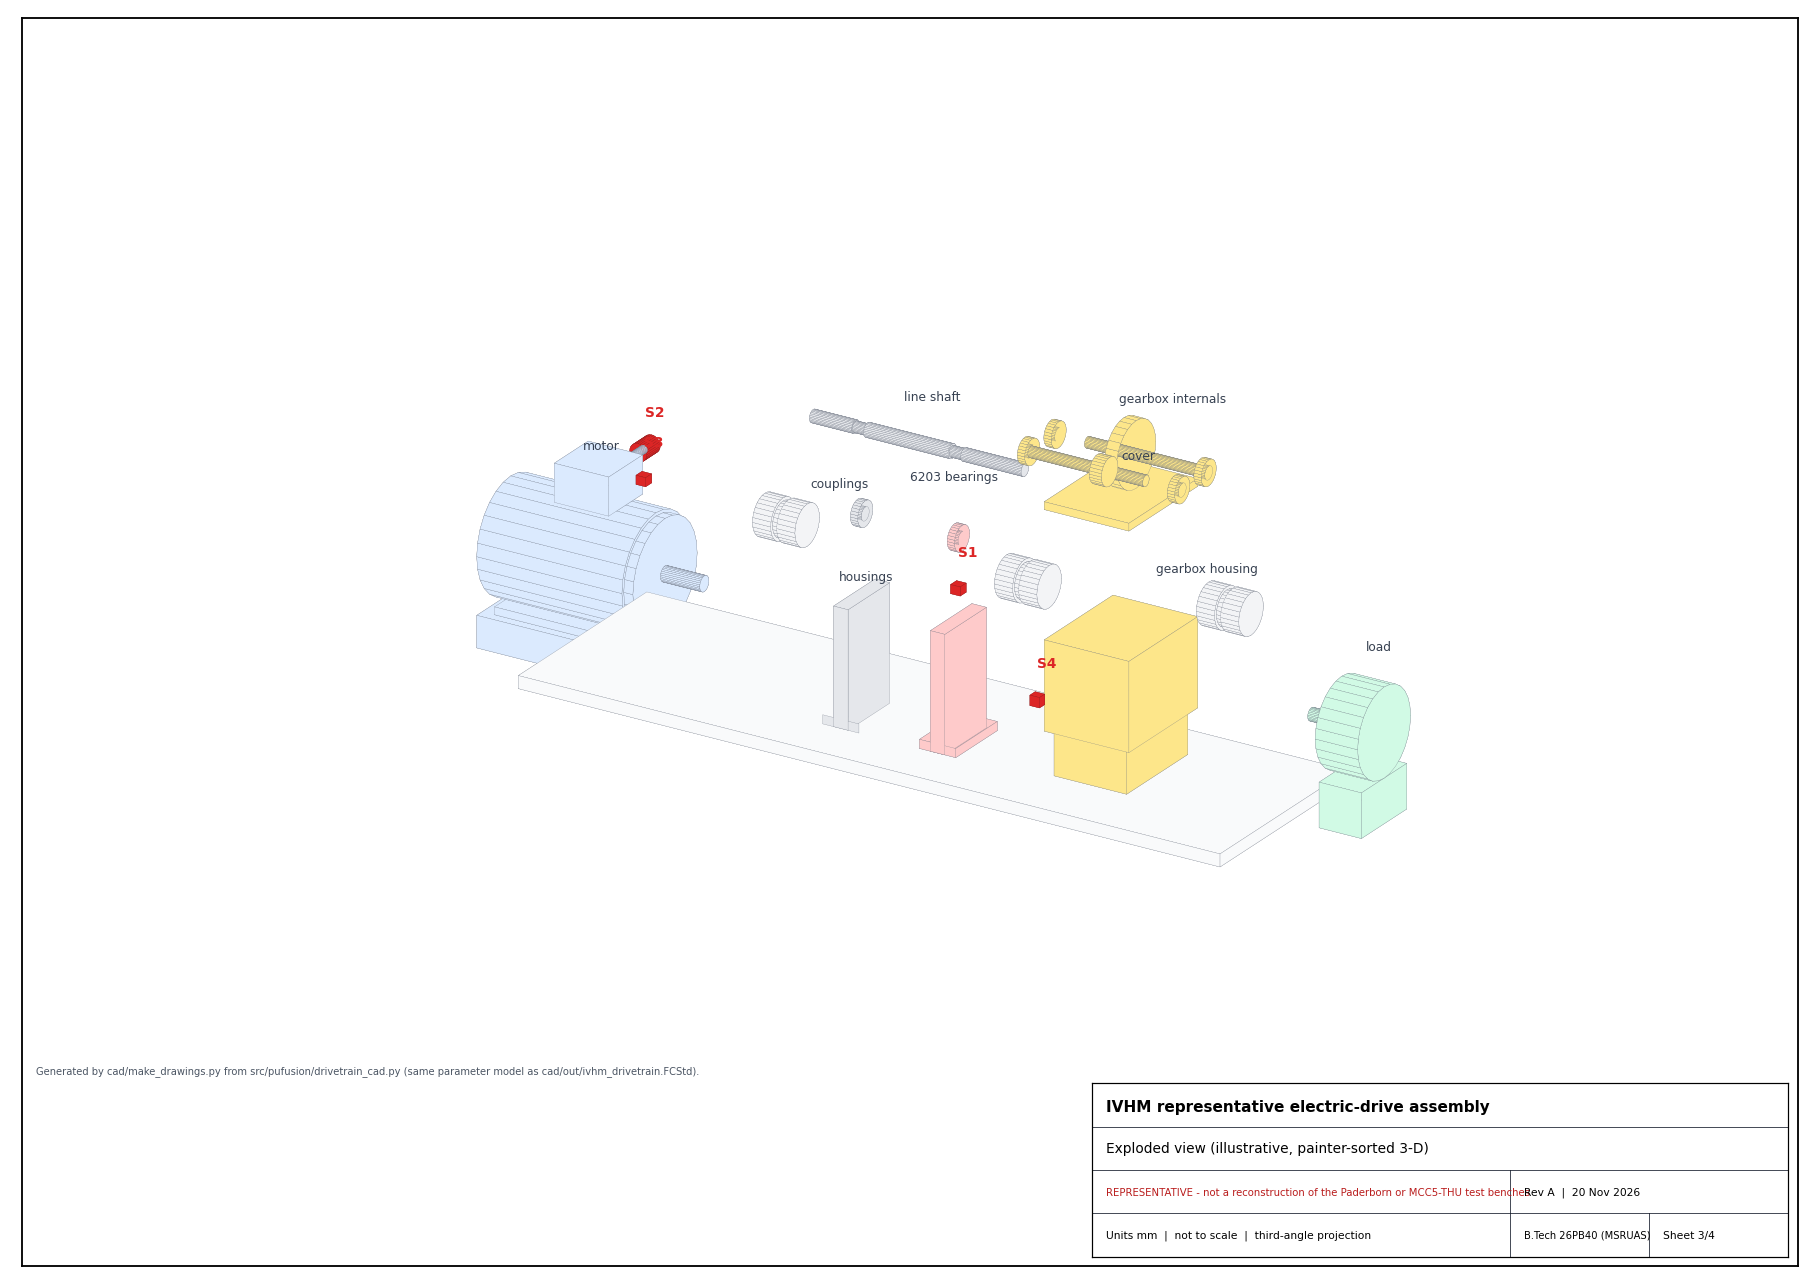 line shaft
gearbox internals
S2
motor
cover
6203 bearings
couplings
S1
gearbox housing
housings
load
S4
Generated by cad/make_drawings.py from src/pufusion/drivetrain_cad.py (same parameter model as cad/out/ivhm_drivetrain.FCStd).
IVHM representative electric-drive assembly
Exploded view (illustrative, painter-sorted 3-D)
REPRESENTATIVE - not a reconstruction of the Paderborn or MCC5-THU test benches
Rev A | 20 Nov 2026
Units mm | not to scale | third-angle projection
B.Tech 26PB40 (MSRUAS)
Sheet 3/4